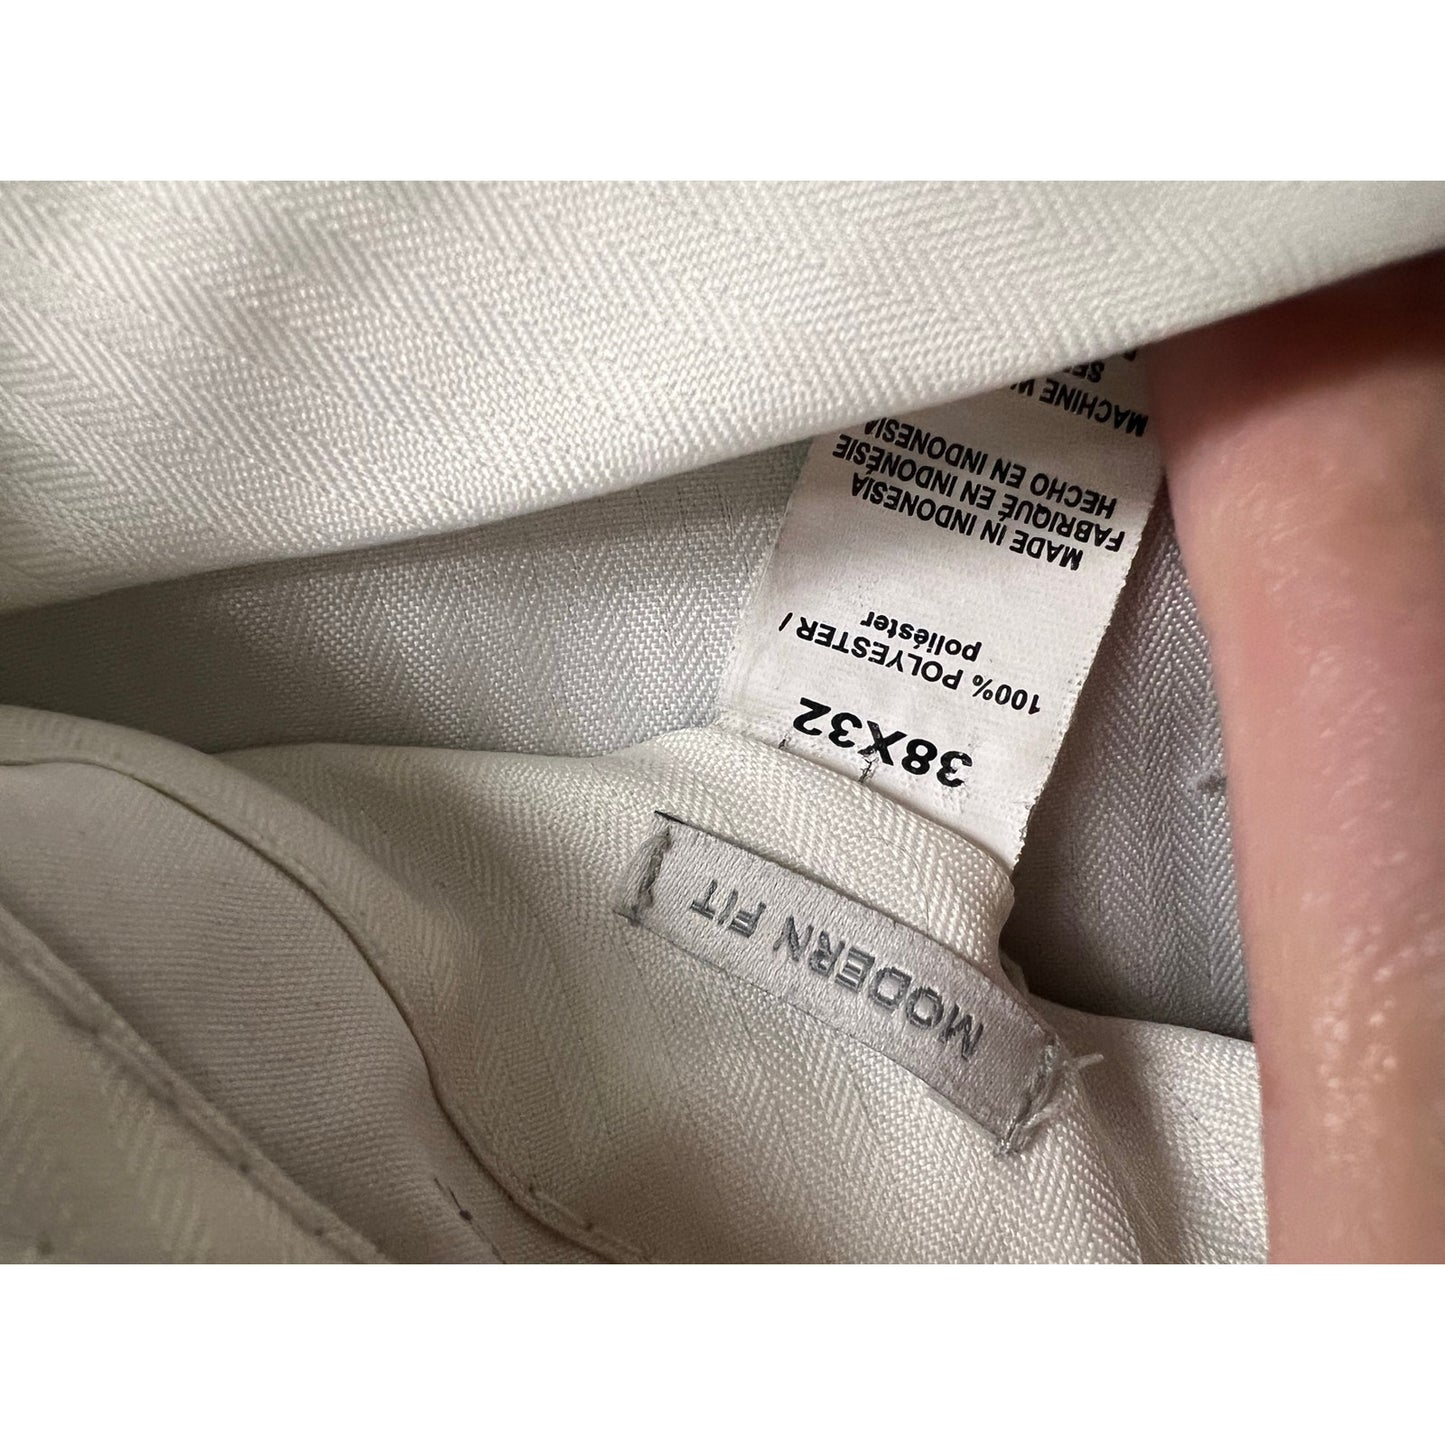 MODERN FIT
38X32
100% POLYESTER /
poliéster
MADE IN INDONESIA
FABRIQUÉ EN INDONÉSIE
HECHO EN INDONESIA
MACHINE